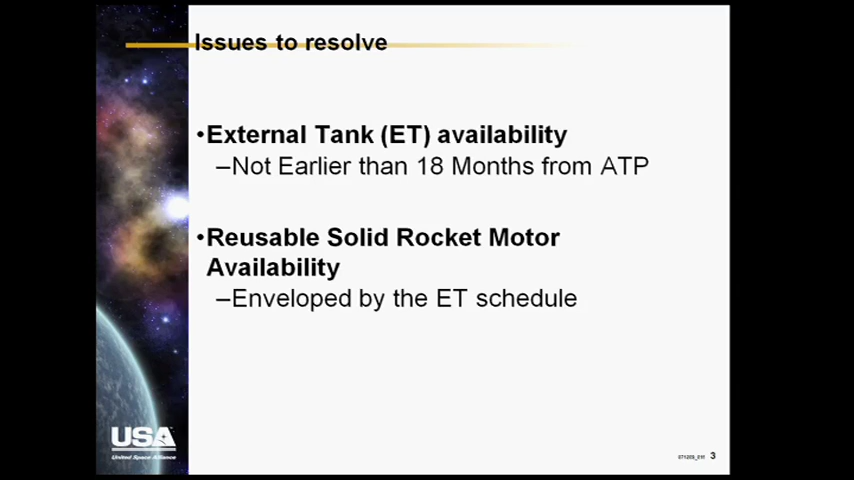 Issues to resolve
•External Tank (ET) availability
–Not Earlier than 18 Months from ATP
•Reusable Solid Rocket Motor
Availability
–Enveloped by the ET schedule
USA
United Space Alliance
3